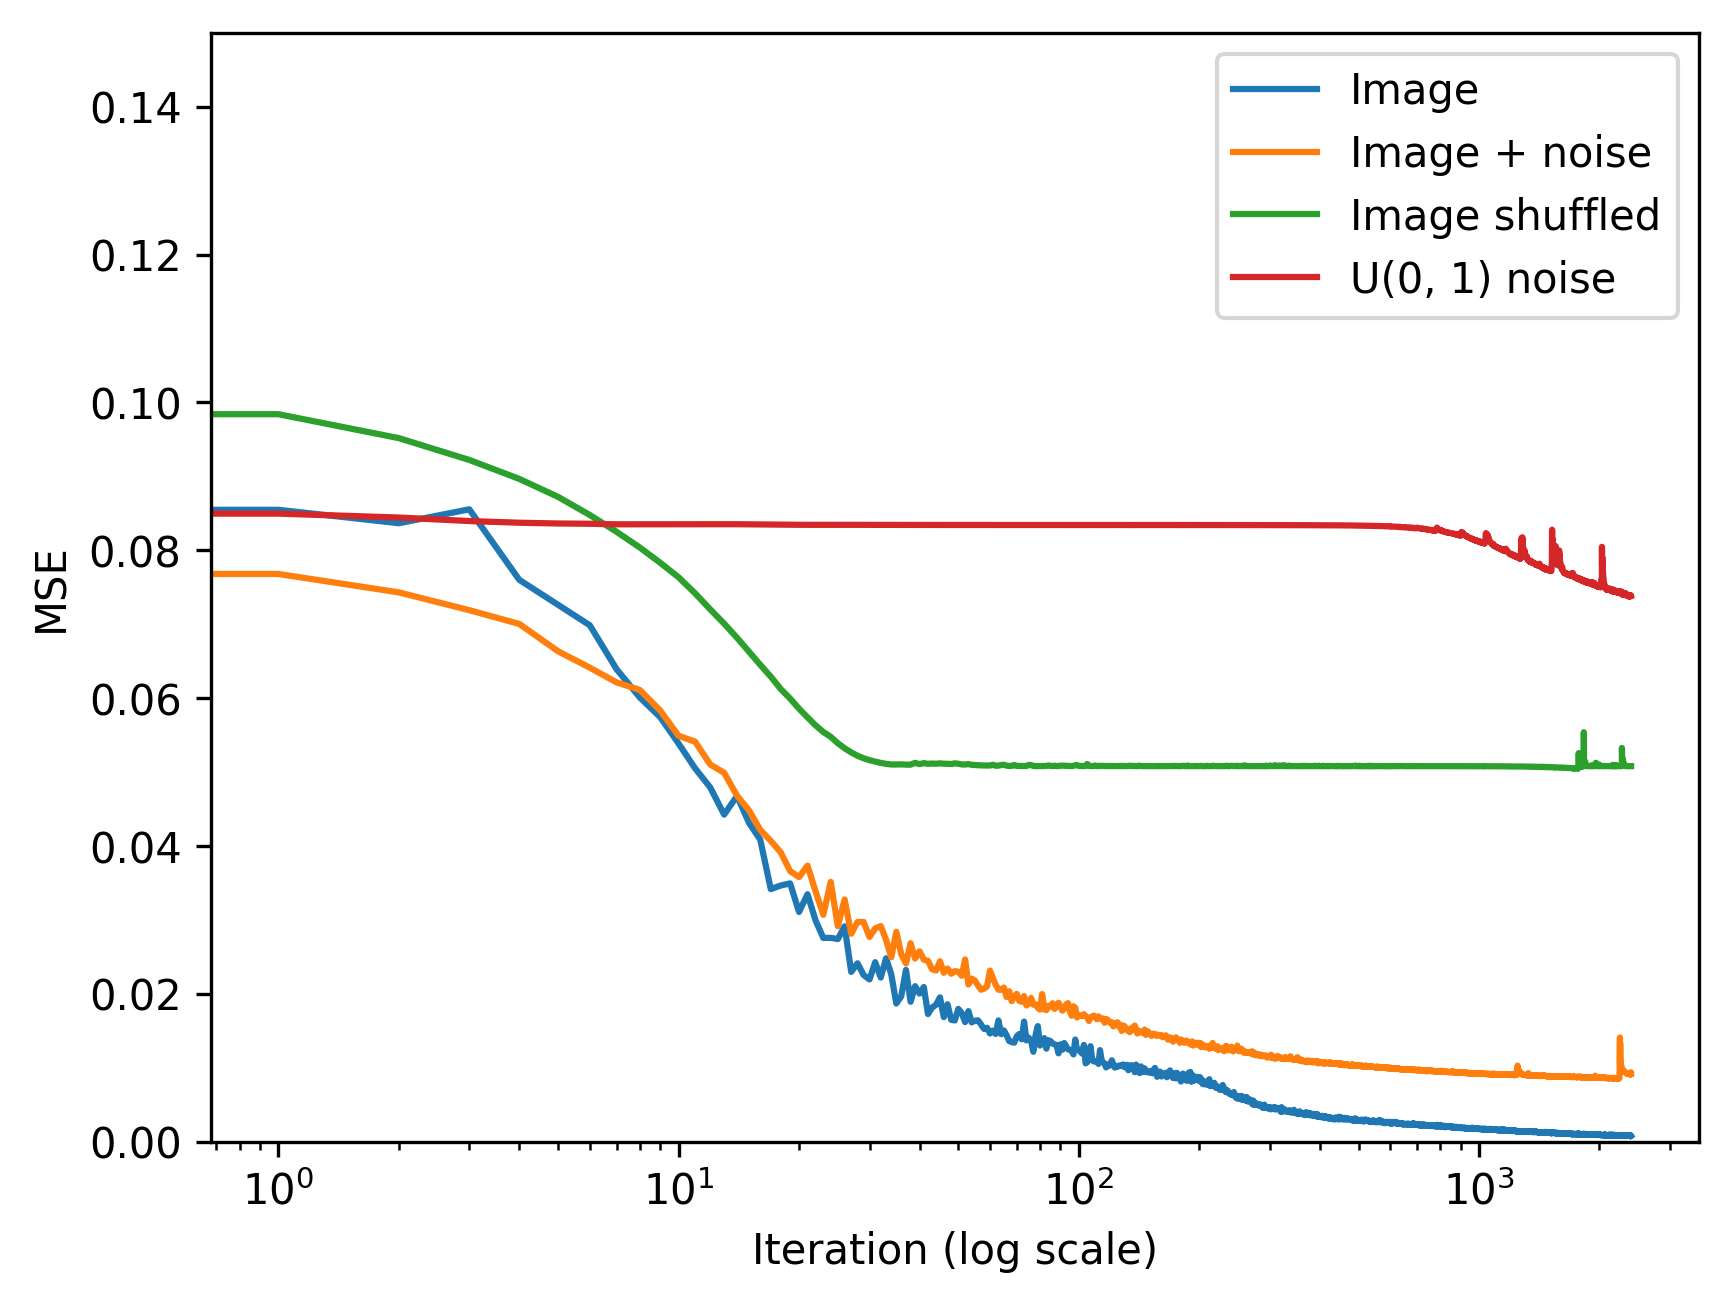 0.14
0.12
0.10
0.08
0.06
0.04
0.02
0.00
MSE
10⁰
10¹
10²
10³
Iteration (log scale)
Image
Image + noise
Image shuffled
U(0, 1) noise